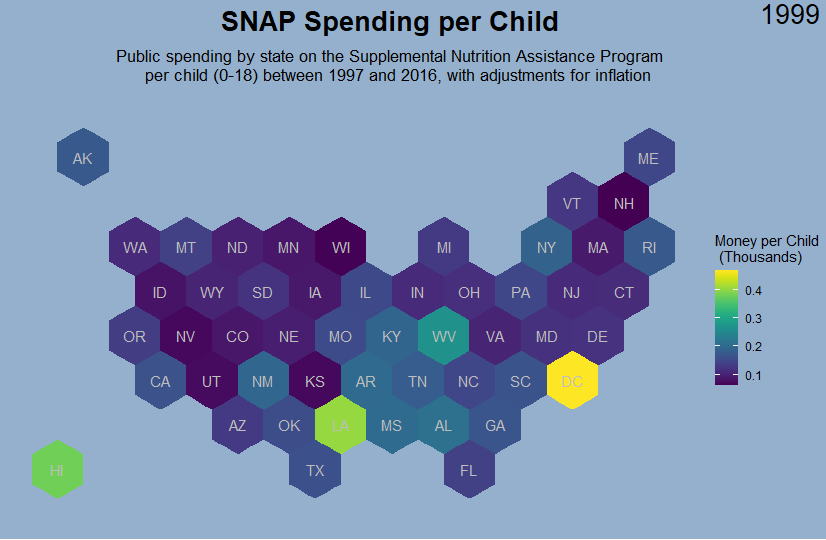 1999
SNAP Spending per Child
Public spending by state on the Supplemental Nutrition Assistance Program
per child (0-18) between 1997 and 2016, with adjustments for inflation
AK
ME
VT
NH
WA
MT
ND
MN
WI
MI
NY
MA
RI
ID
WY
SD
IA
IL
IN
OH
PA
NJ
CT
OR
NV
CO
NE
MO
KY
WV
VA
MD
DE
CA
UT
NM
KS
AR
TN
NC
SC
DC
AZ
OK
LA
MS
AL
GA
HI
TX
FL
Money per Child
(Thousands)
0.4
0.3
0.2
0.1